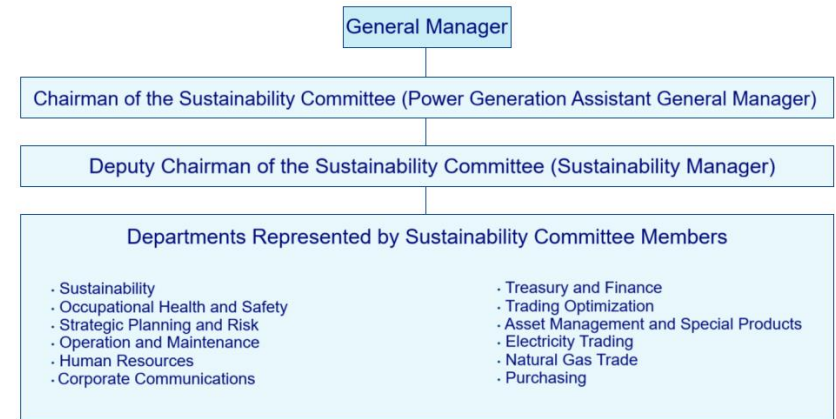 General Manager
Chairman of the Sustainability Committee (Power Generation Assistant General Manager)
Deputy Chairman of the Sustainability Committee (Sustainability Manager)
Departments Represented by Sustainability Committee Members
· Sustainability
· Occupational Health and Safety
· Strategic Planning and Risk
· Operation and Maintenance
· Human Resources
· Corporate Communications
· Treasury and Finance
· Trading Optimization
· Asset Management and Special Products
· Electricity Trading
· Natural Gas Trade
· Purchasing